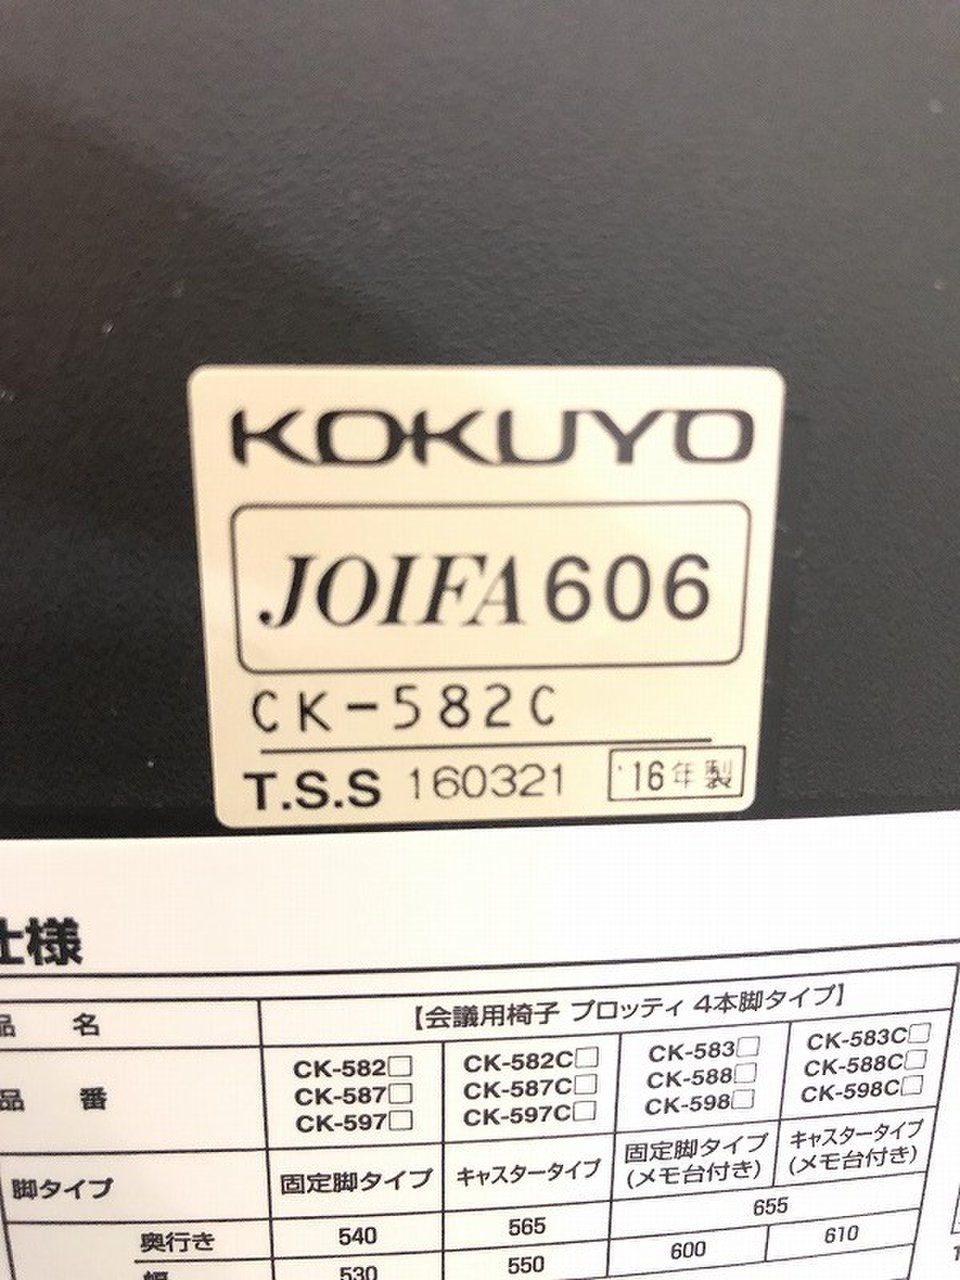 KOKUYO
JOIFA 606
CK-582C
T.S.S 160321 '16年製
仕様
品 名 【会議用椅子 プロッティ 4本脚タイプ】
品 番 CK-582□ CK-582C□ CK-583□ CK-583C□
CK-587□ CK-587C□ CK-588□ CK-588C□
CK-597□ CK-597C□ CK-598□ CK-598C□
脚タイプ 固定脚タイプ キャスタータイプ 固定脚タイプ(メモ台付き) キャスタータイプ(メモ台付き)
奥行き 540 565 655
幅 530 550 600 610